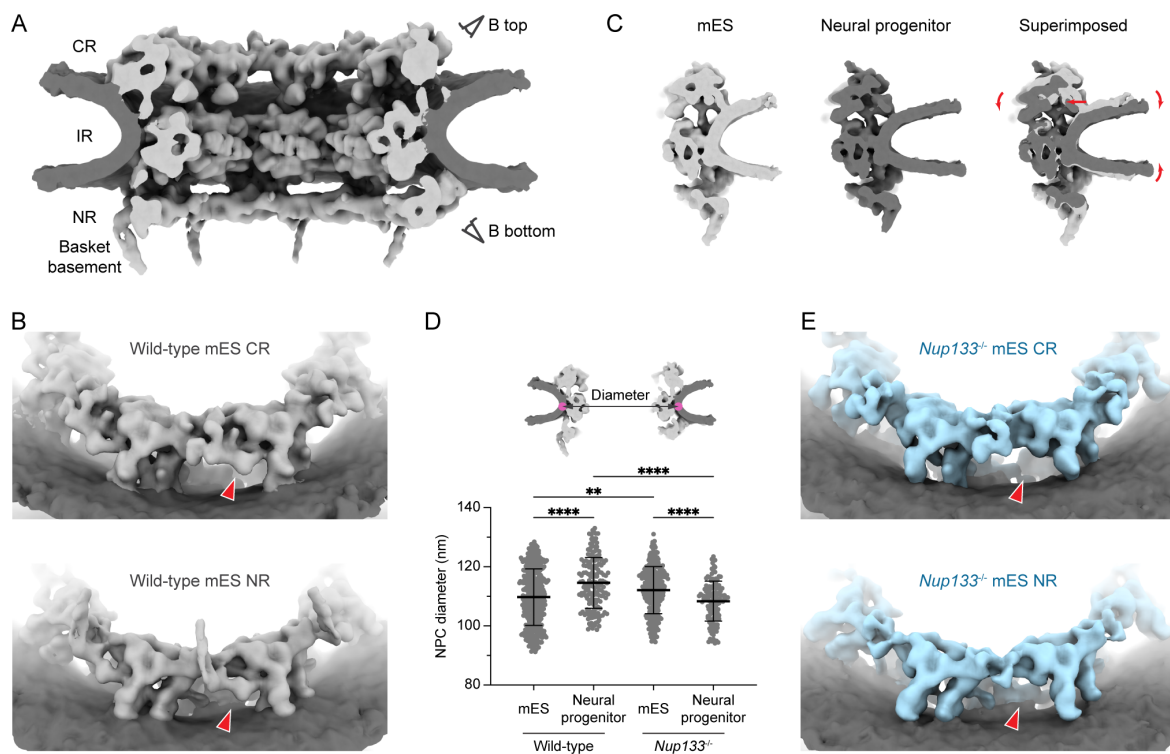 A
CR
IR
NR
Basket
basement
B top
B bottom
C
mES
Neural progenitor
Superimposed
B
Wild-type mES CR
Wild-type mES NR
D
Diameter
****
**
****
****
NPC diameter (nm)
140
120
100
80
mES
Neural
progenitor
mES
Neural
progenitor
Wild-type
Nup133-/-
E
Nup133-/- mES CR
Nup133-/- mES NR